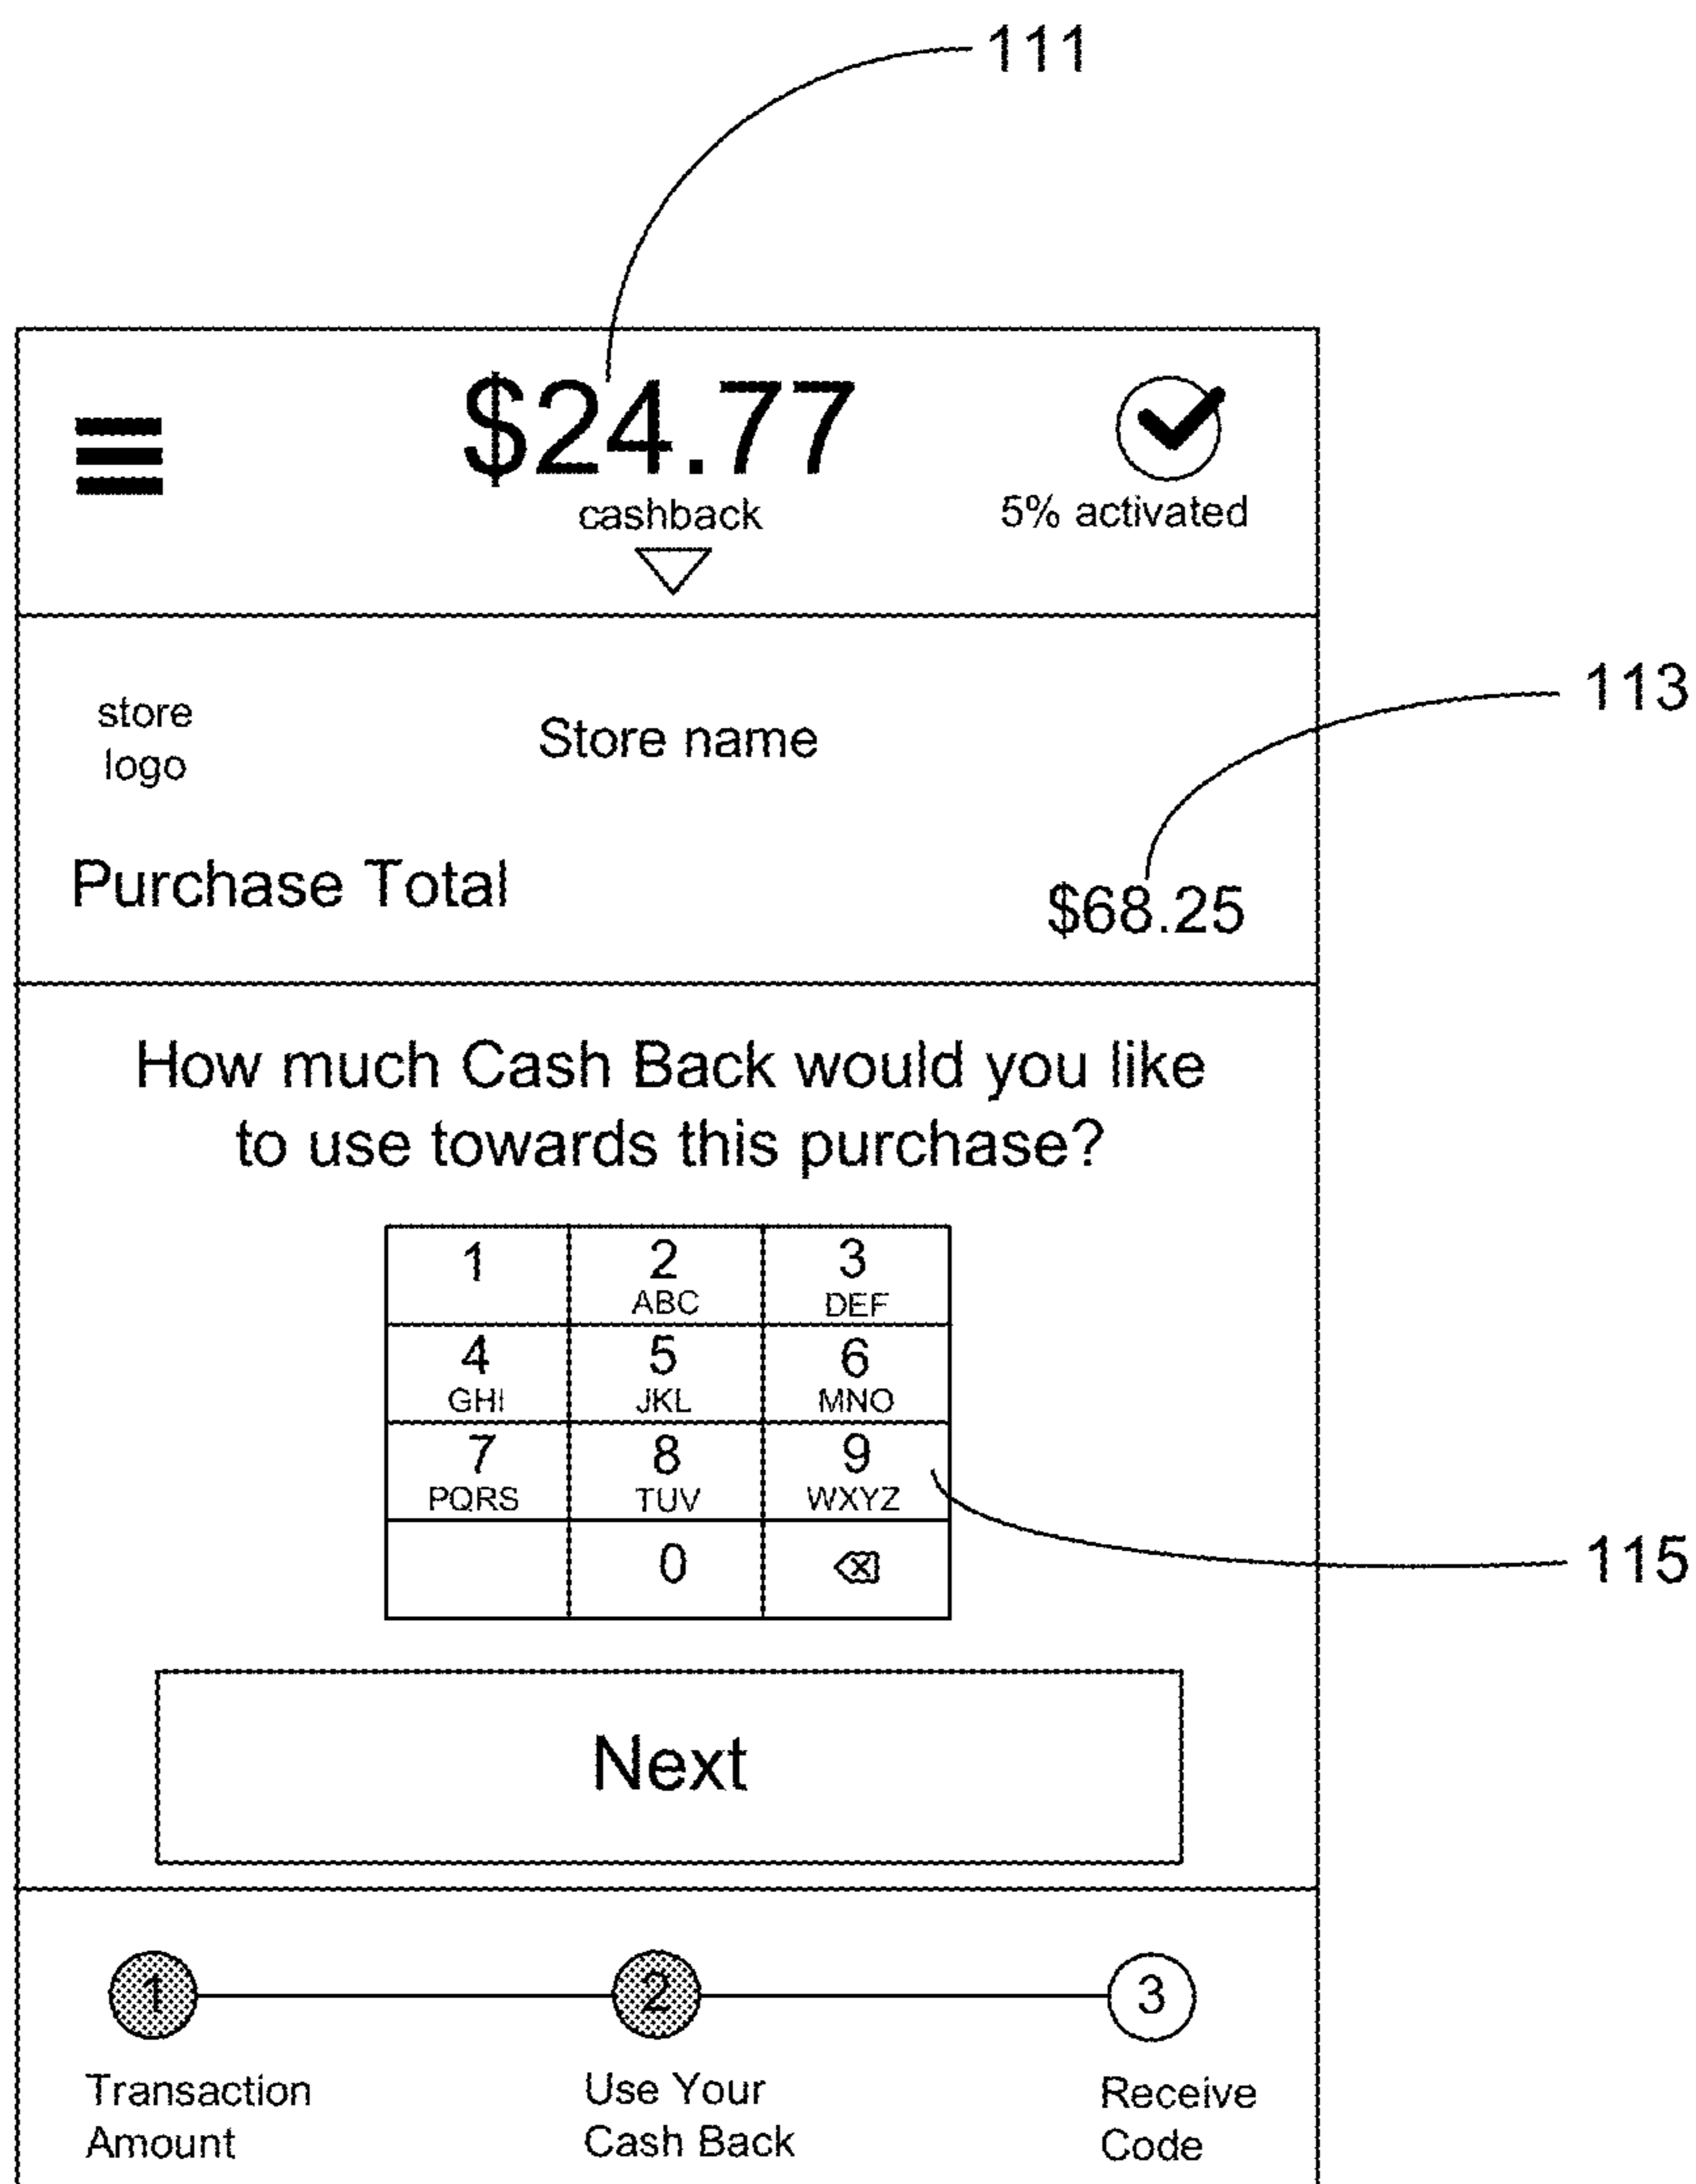 111
$24.77
cashback
5% activated
113
store
logo
Store name
Purchase Total
$68.25
How much Cash Back would you like
to use towards this purchase?
1 2 3
ABC DEF
4 5 6
GHI JKL MNO
7 8 9
PQRS TUV WXYZ
0
115
Next
1 2 3
Transaction
Amount
Use Your
Cash Back
Receive
Code